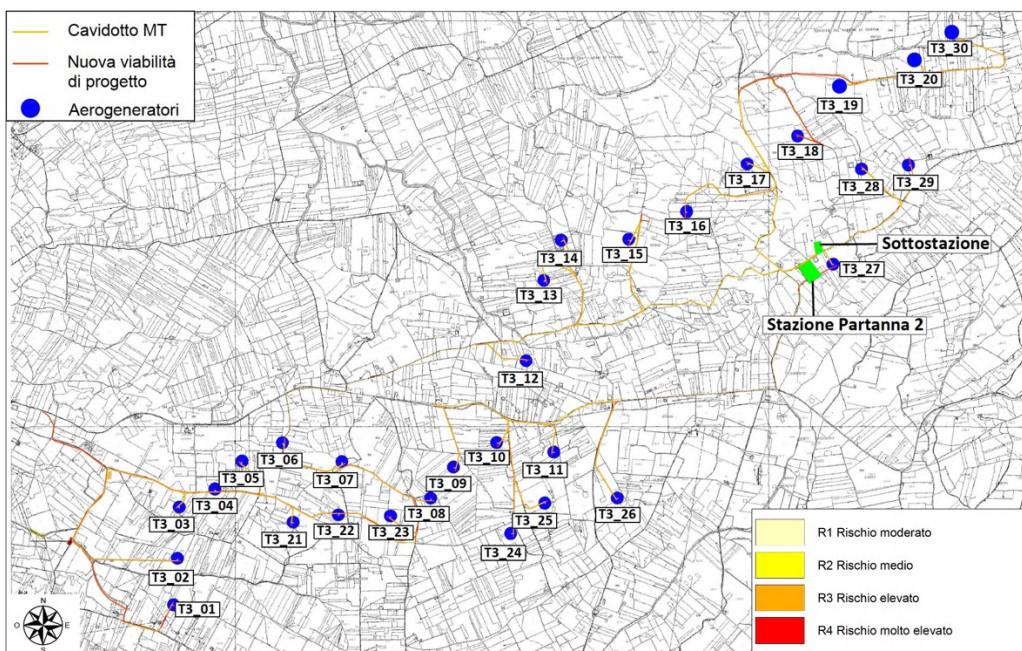 Cavidotto MT
Nuova viabilità
di progetto
Aerogeneratori
T3_30
T3_20
T3_19
T3_18
T3_17
T3_28
T3_29
T3_16
Sottostazione
T3_15
T3_14
T3_27
T3_13
Stazione Partanna 2
T3_12
T3_06
T3_10
T3_11
T3_05
T3_07
T3_09
T3_04
T3_08
T3_03
T3_21
T3_22
T3_23
T3_25
T3_26
T3_24
T3_02
T3_01
N
O
E
S
R1 Rischio moderato
R2 Rischio medio
R3 Rischio elevato
R4 Rischio molto elevato